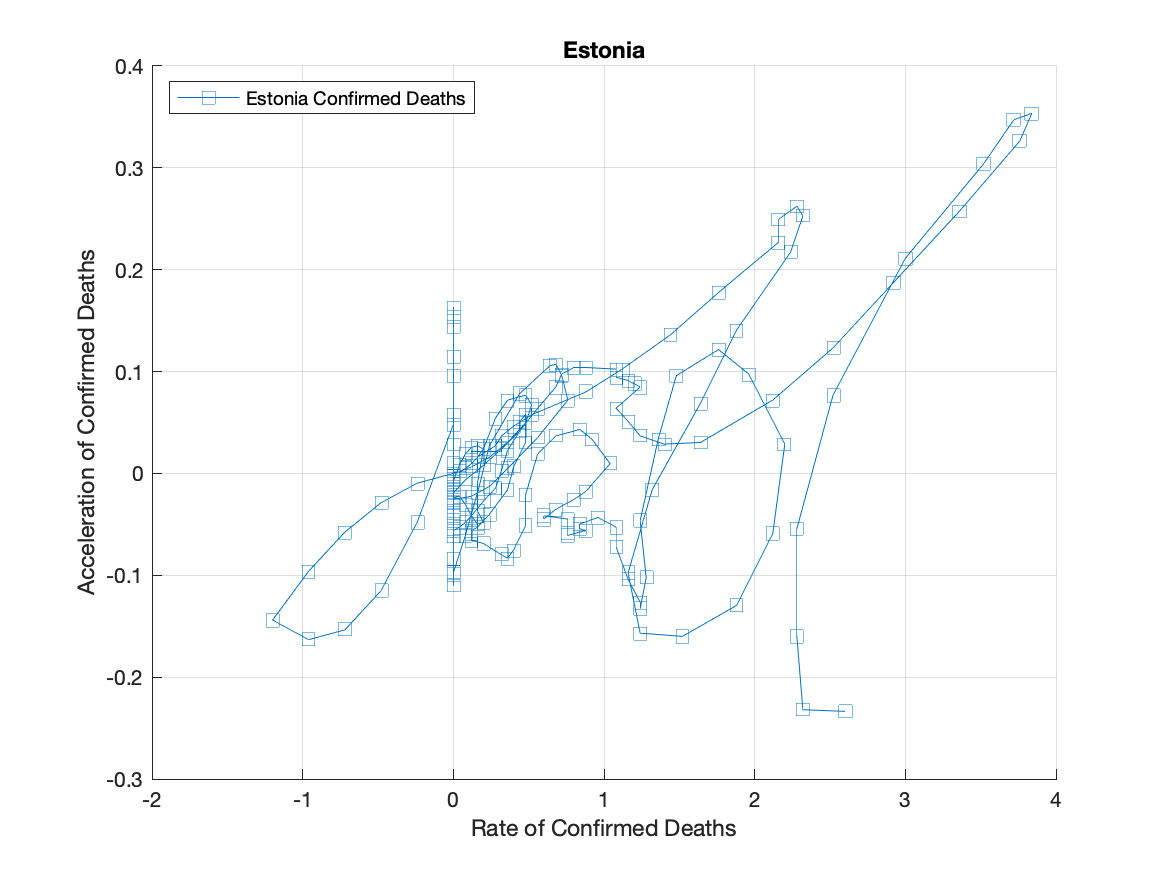 Estonia
Estonia Confirmed Deaths
0.4
0.3
0.2
0.1
0
-0.1
-0.2
-0.3
Acceleration of Confirmed Deaths
-2 -1 0 1 2 3 4
Rate of Confirmed Deaths